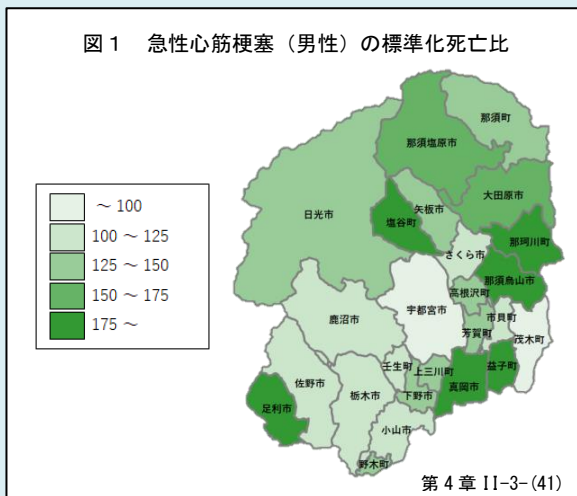 図1 急性心筋梗塞(男性)の標準化死亡比
~ 100
100 ~ 125
125 ~ 150
150 ~ 175
175 ~
那須町
那須塩原市
大田原市
日光市
矢板市
塩谷町
那珂川町
さくら市
那須烏山市
高根沢町
宇都宮市
市貝町
鹿沼市
芳賀町
茂木町
壬生町
上三川町
益子町
真岡市
佐野市
栃木市
下野市
足利市
小山市
野木町
第4章 II-3-(41)